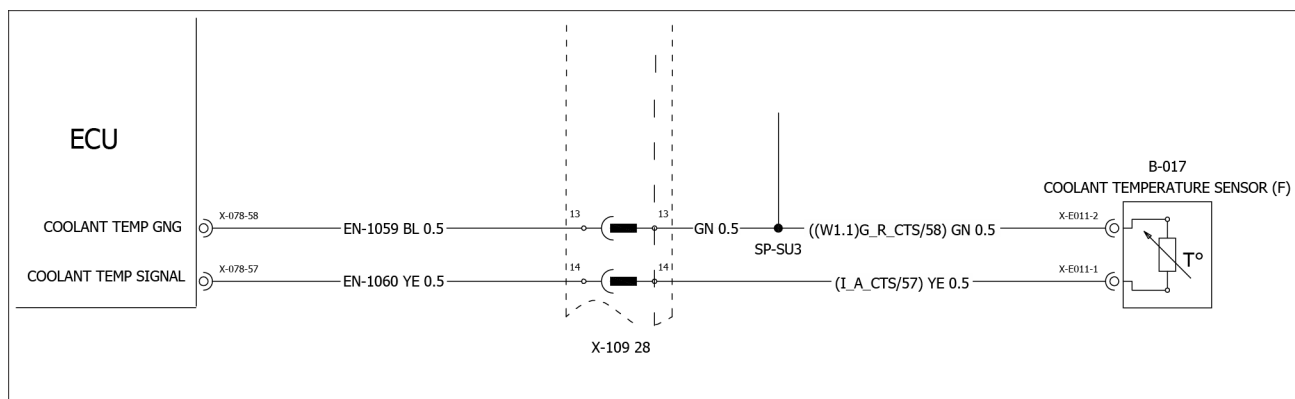 ECU
B-017
COOLANT TEMPERATURE SENSOR (F)
COOLANT TEMP GNG
X-078-58
EN-1059 BL 0.5
13
13
GN 0.5
SP-SU3
((W1.1)G_R_CTS/58) GN 0.5
X-E011-2
T°
COOLANT TEMP SIGNAL
X-078-57
EN-1060 YE 0.5
14
14
(I_A_CTS/57) YE 0.5
X-E011-1
X-109 28